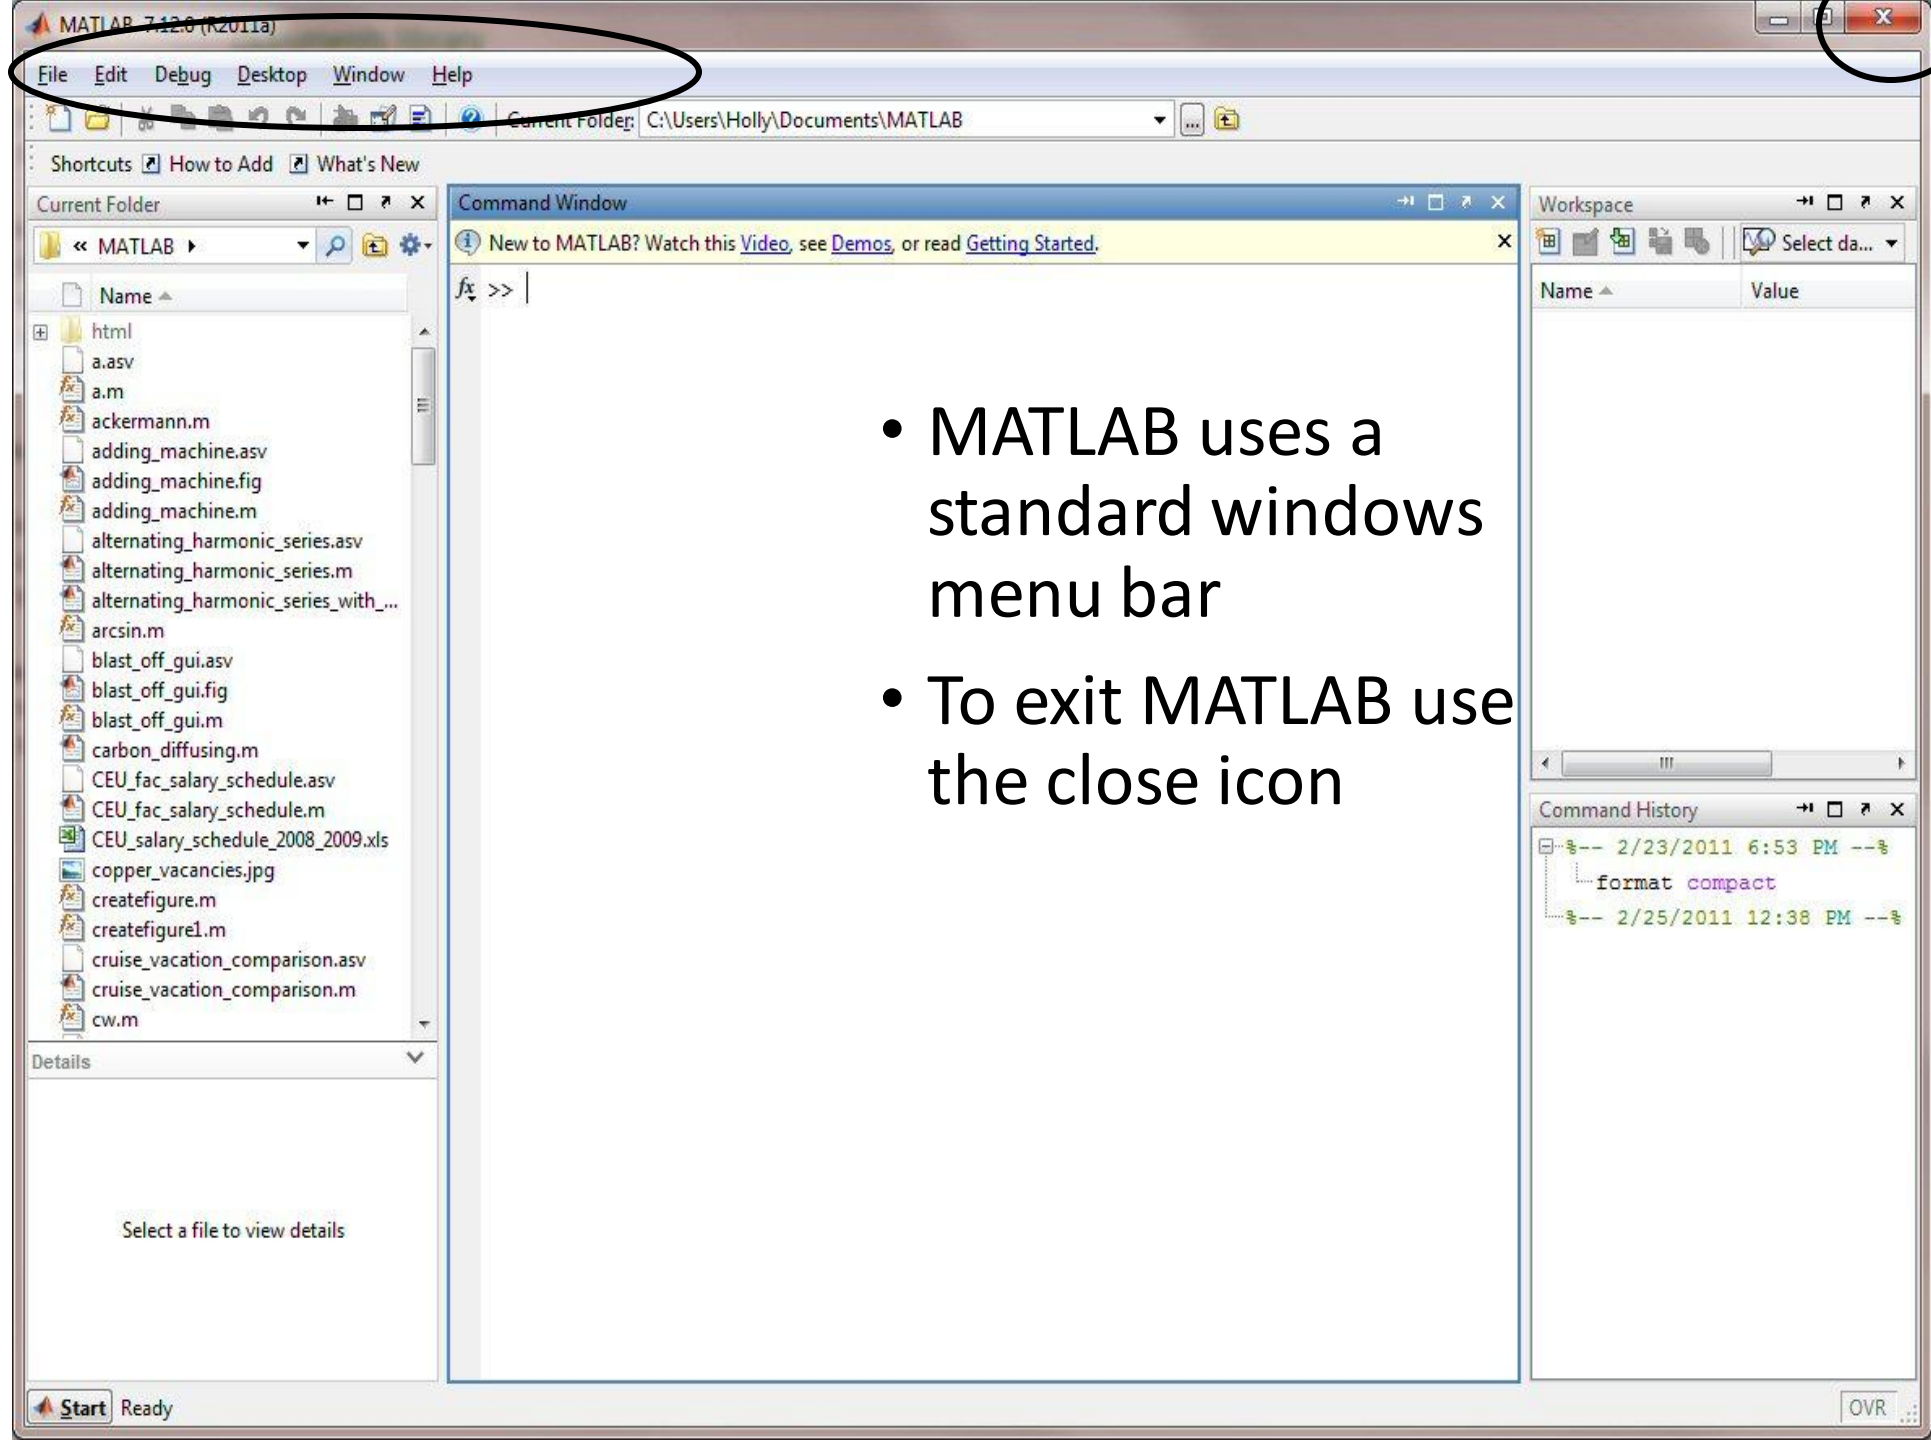 MATLAB 7.12.0 (R2011a)
File Edit Debug Desktop Window Help
Current Folder: C:\Users\Holly\Documents\MATLAB
Shortcuts How to Add What's New
Current Folder
« MATLAB
Name
html
a.asv
a.m
ackermann.m
adding_machine.asv
adding_machine.fig
adding_machine.m
alternating_harmonic_series.asv
alternating_harmonic_series.m
alternating_harmonic_series_with_...
arcsin.m
blast_off_gui.asv
blast_off_gui.fig
blast_off_gui.m
carbon_diffusing.m
CEU_fac_salary_schedule.asv
CEU_fac_salary_schedule.m
CEU_salary_schedule_2008_2009.xls
copper_vacancies.jpg
createfigure.m
createfigure1.m
cruise_vacation_comparison.asv
cruise_vacation_comparison.m
cw.m
Details
Select a file to view details
Command Window
New to MATLAB? Watch this Video, see Demos, or read Getting Started.
fx >>
• MATLAB uses a
standard windows
menu bar
• To exit MATLAB use
the close icon
Workspace
Select da...
Name Value
Command History
%-- 2/23/2011 6:53 PM --%
format compact
%-- 2/25/2011 12:38 PM --%
Start Ready
OVR